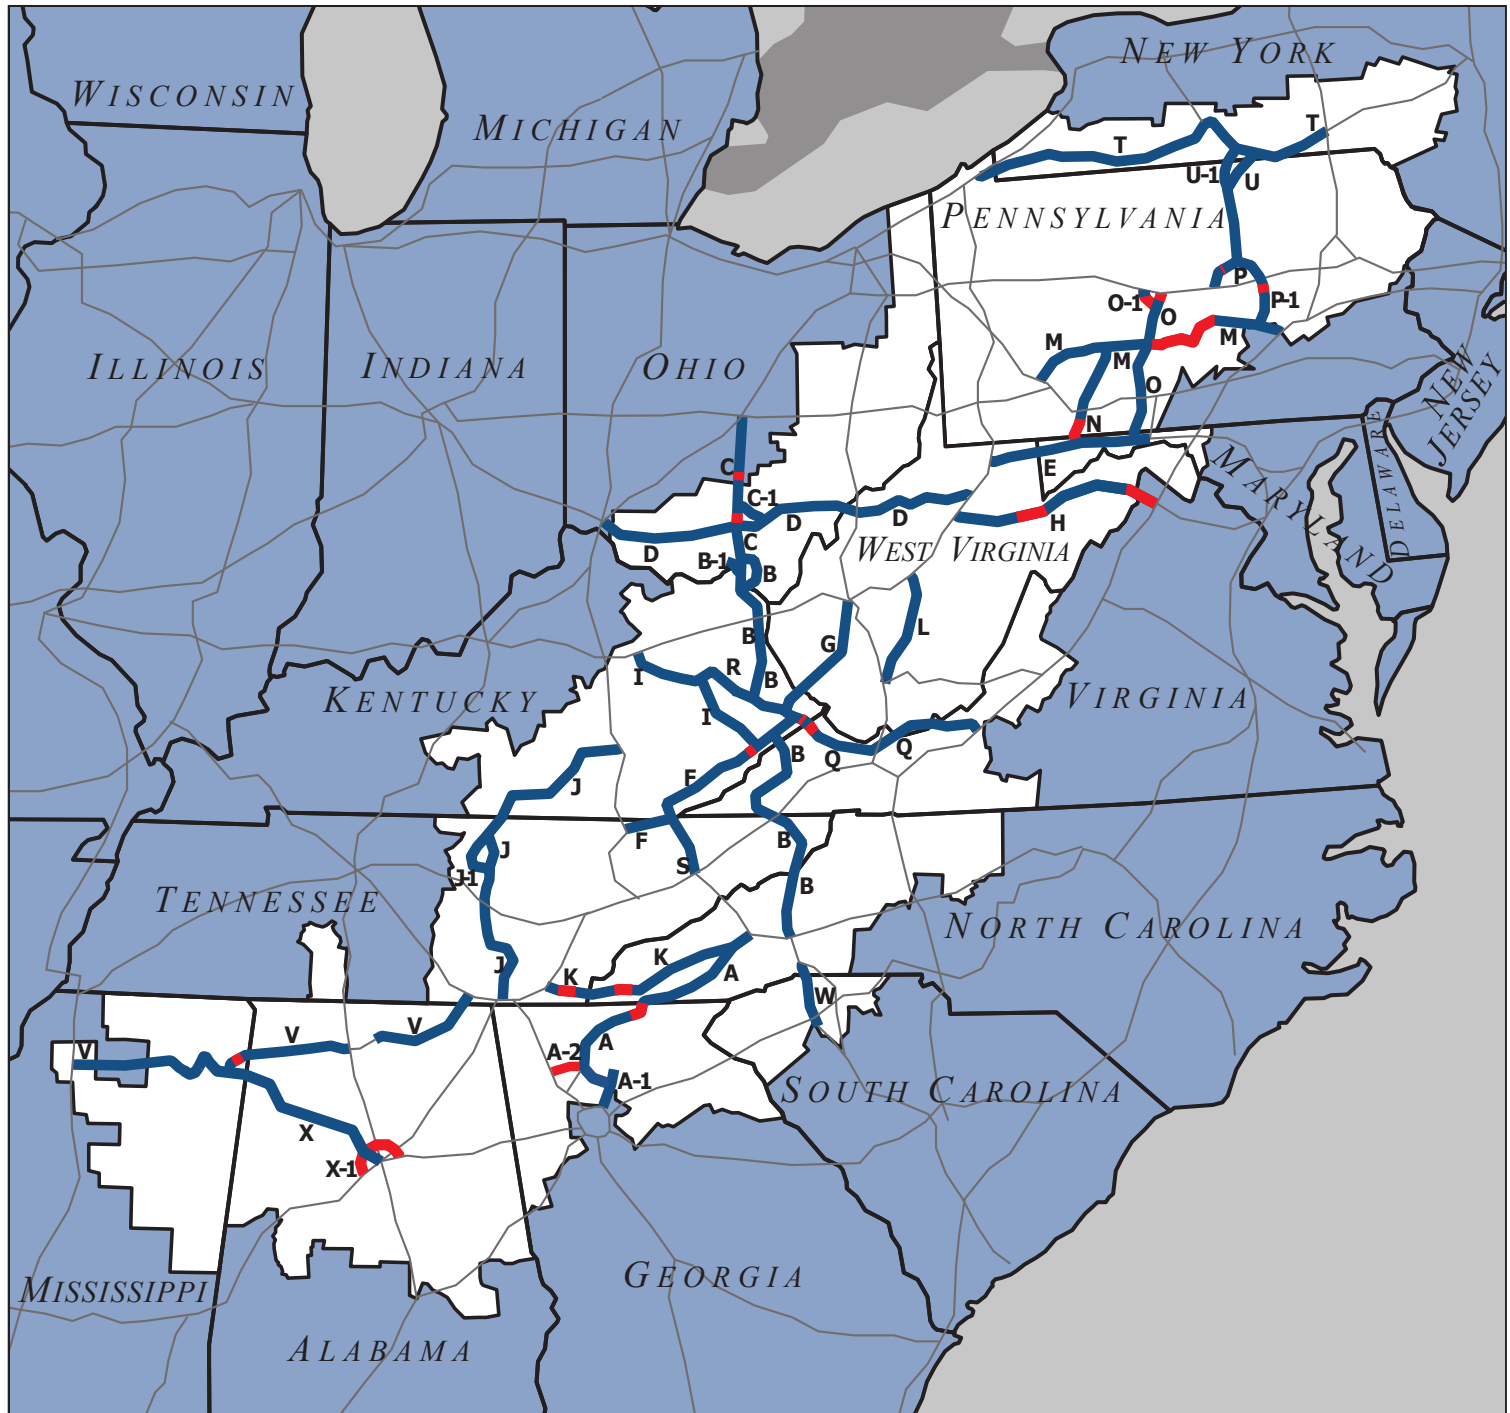 NEW YORK
WISCONSIN
MICHIGAN
T
T
U-1
U
PENNSYLVANIA
P
O-1
O
P-1
M
M
M
ILLINOIS
INDIANA
OHIO
O
NEW
JERSEY
N
DELAWARE
E
MARYLAND
C
C-1
D
D
H
D
C
WEST VIRGINIA
B-1
B
B
G
L
I
R
B
KENTUCKY
VIRGINIA
I
B
Q
Q
F
J
F
B
J
S
J-1
B
TENNESSEE
NORTH CAROLINA
K
J
K
A
W
V
V
A
V
A-2
A-1
SOUTH CAROLINA
X
X-1
MISSISSIPPI
GEORGIA
ALABAMA